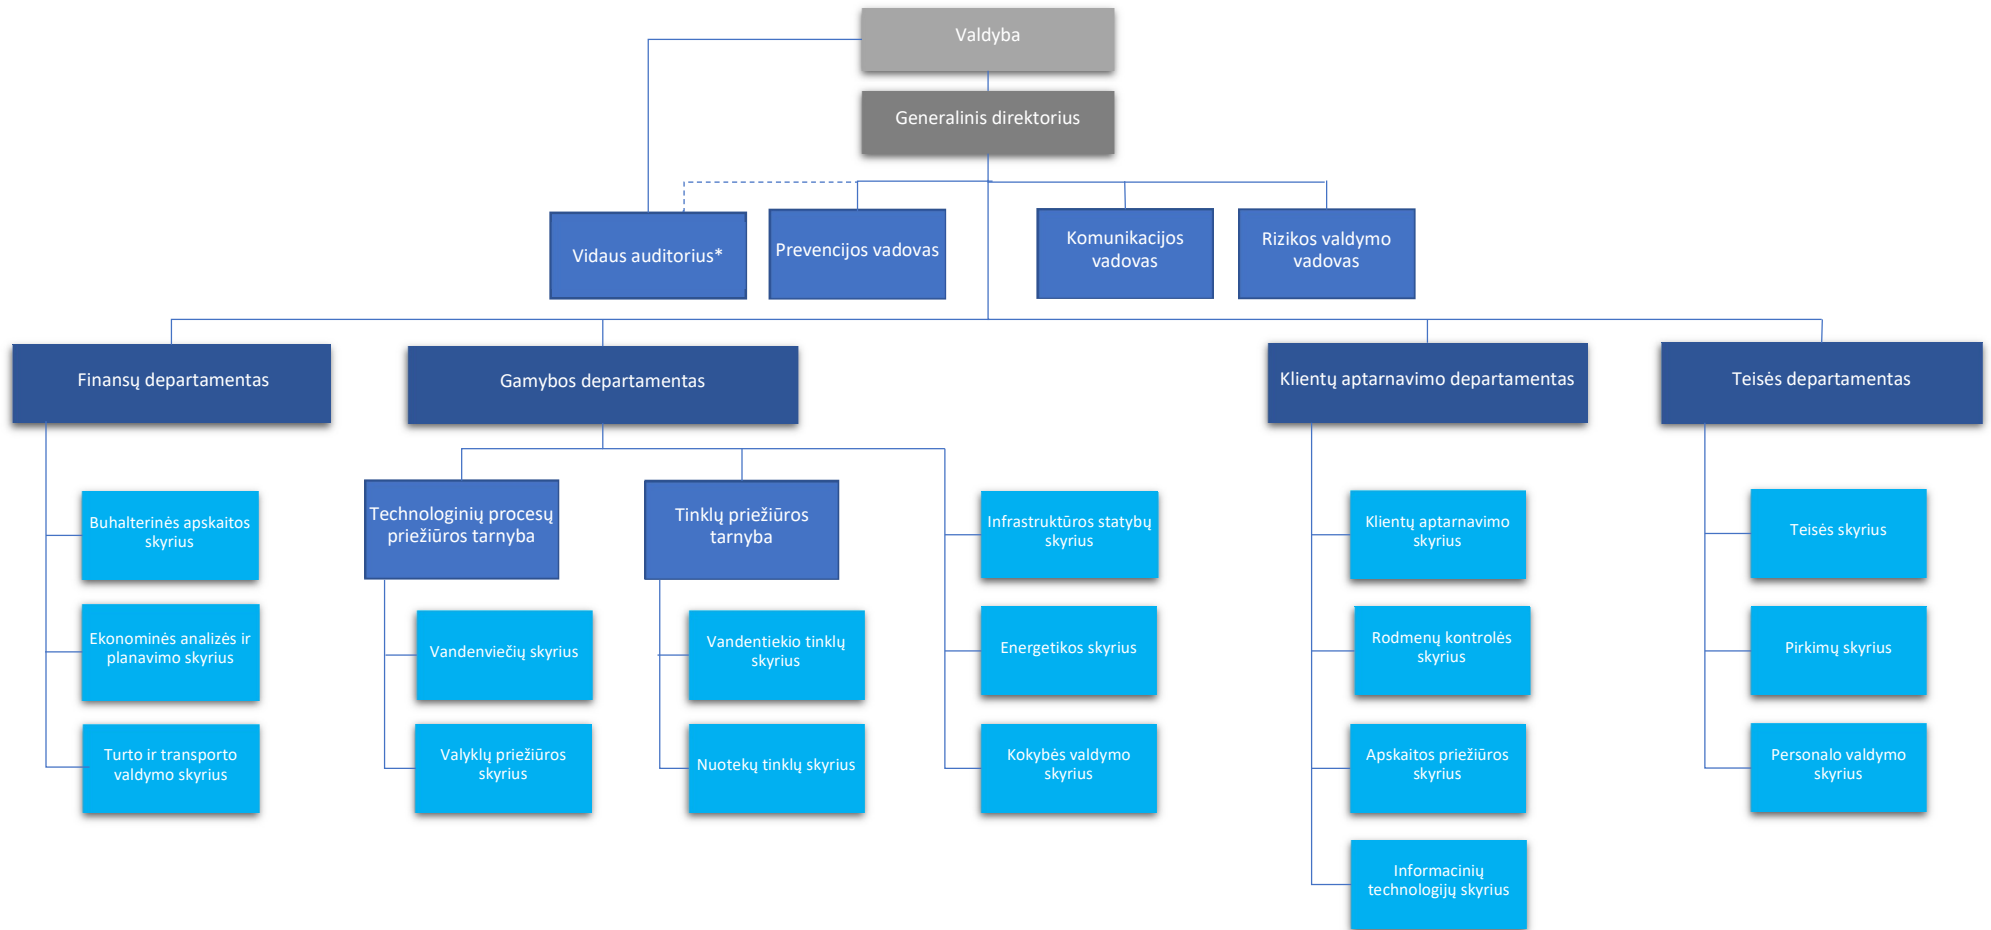 Valdyba
Generalinis direktorius
Vidaus auditorius*
Prevencijos vadovas
Komunikacijos
vadovas
Rizikos valdymo
vadovas
Finansų departamentas
Gamybos departamentas
Klientų aptarnavimo departamentas
Teisės departamentas
Buhalterinės apskaitos
skyrius
Ekonominės analizės ir
planavimo skyrius
Turto ir transporto
valdymo skyrius
Technologinių procesų
priežiūros tarnyba
Vandenviečių skyrius
Valyklų priežiūros
skyrius
Tinklų priežiūros
tarnyba
Vandentiekio tinklų
skyrius
Nuotekų tinklų skyrius
Infrastruktūros statybų
skyrius
Energetikos skyrius
Kokybės valdymo
skyrius
Klientų aptarnavimo
skyrius
Rodmenų kontrolės
skyrius
Apskaitos priežiūros
skyrius
Informacinių
technologijų skyrius
Teisės skyrius
Pirkimų skyrius
Personalo valdymo
skyrius